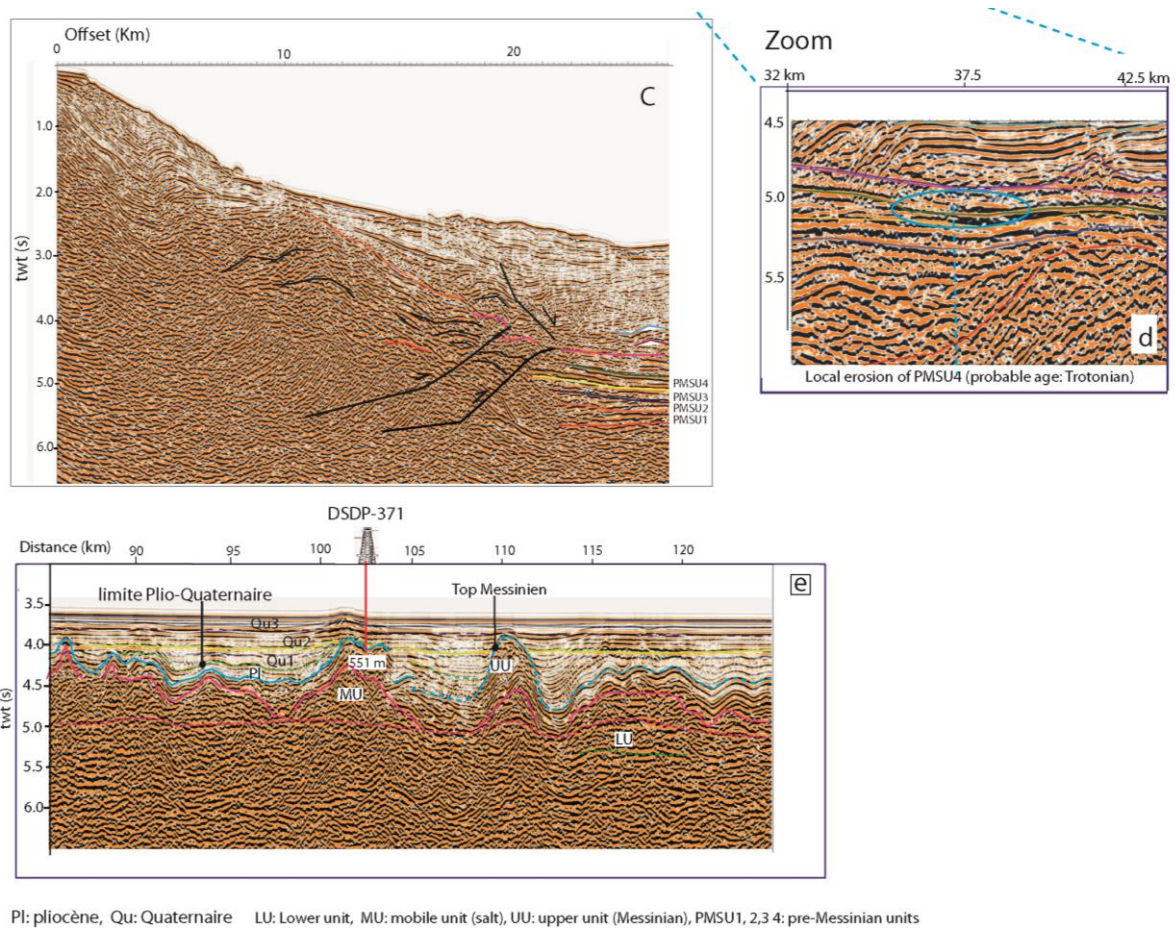 Offset (Km)
0 10 20
C
twt (s)
1.0
2.0
3.0
4.0
5.0
6.0
PMSU4
PMSU3
PMSU2
PMSU1
Zoom
32 km 37.5 42.5 km
4.5
5.0
5.5
d
Local erosion of PMSU4 (probable age: Trotonian)
DSDP-371
Distance (km) 90 95 100 105 110 115 120
e
limite Plio-Quaternaire
Top Messinien
twt (s)
3.5
4.0
4.5
5.0
5.5
6.0
Qu3
Qu2
Qu1
Pl
551 m
MU
UU
LU
Pl: pliocène, Qu: Quaternaire LU: Lower unit, MU: mobile unit (salt), UU: upper unit (Messinian), PMSU1, 2,3 4: pre-Messinian units